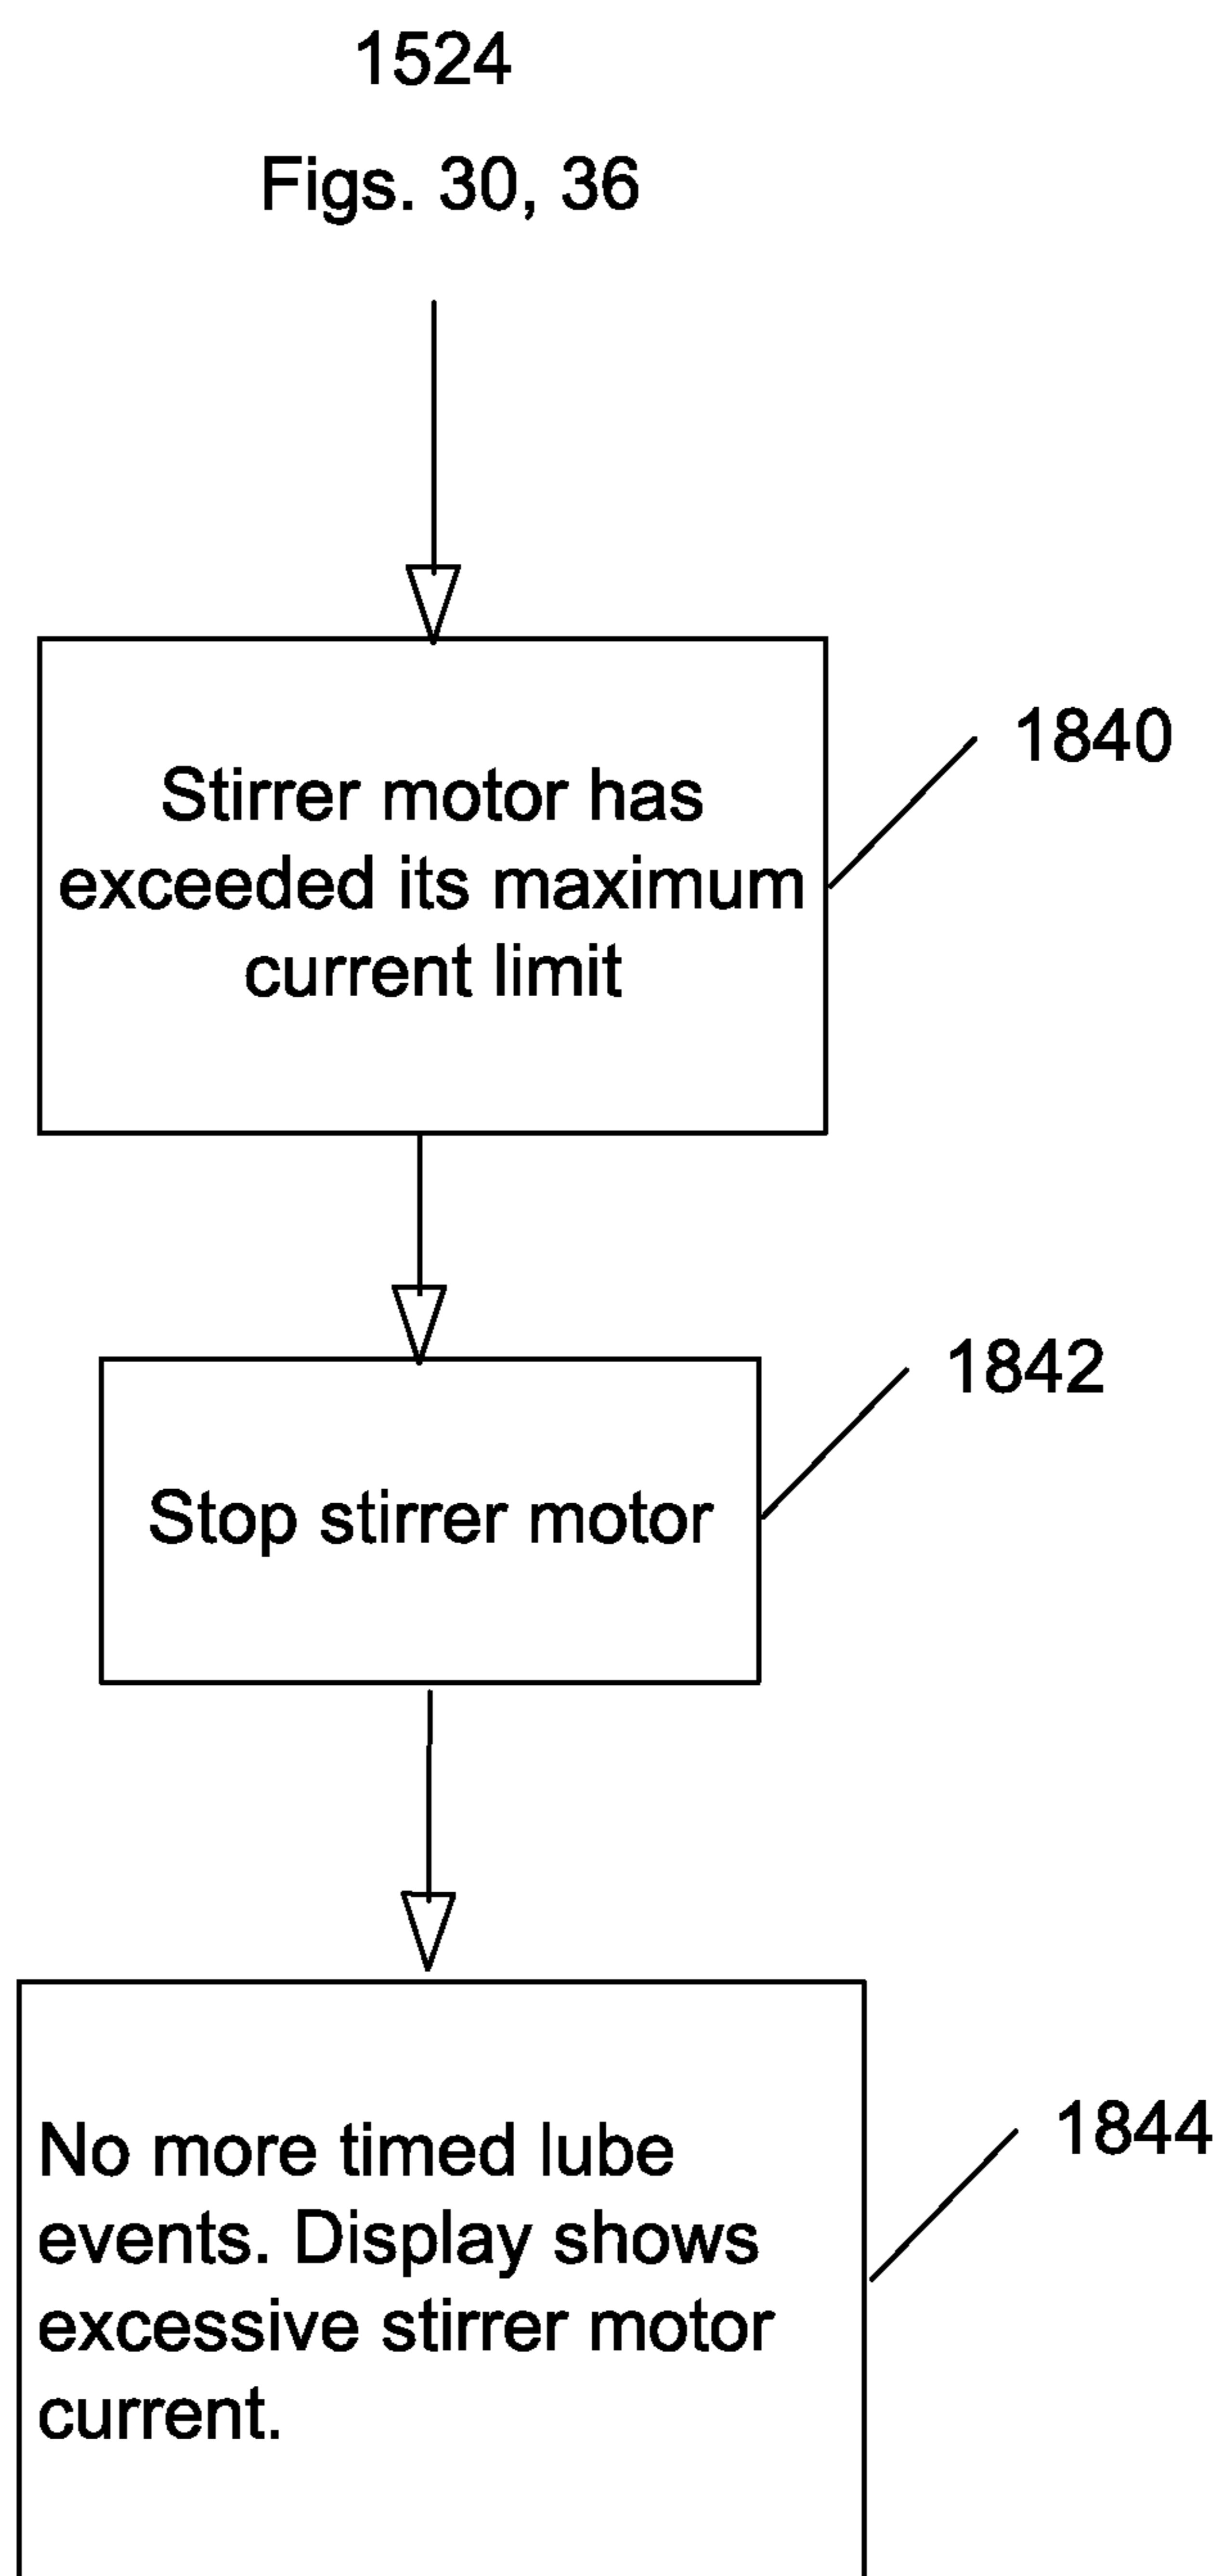 1524
Figs. 30, 36
1840
Stirrer motor has
exceeded its maximum
current limit
1842
Stop stirrer motor
1844
No more timed lube
events. Display shows
excessive stirrer motor
current.